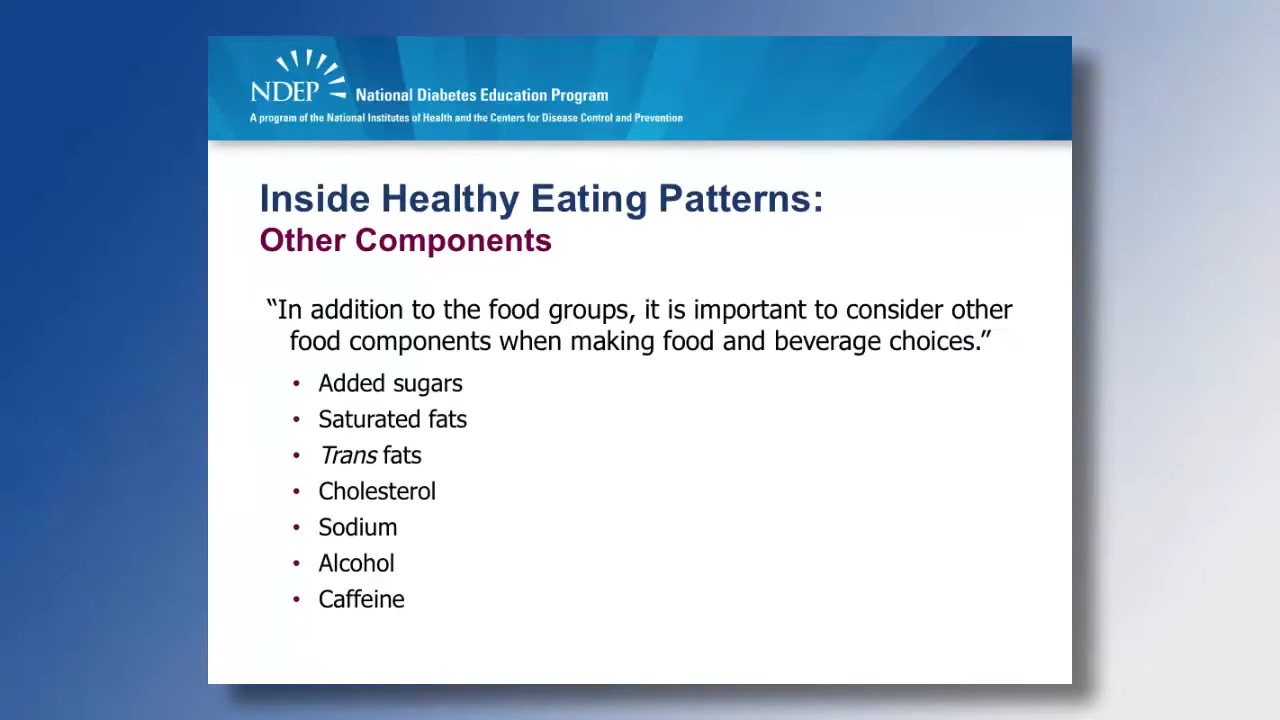 NDEP
National Diabetes Education Program
A program of the National Institutes of Health and the Centers for Disease Control and Prevention
Inside Healthy Eating Patterns:
Other Components
“In addition to the food groups, it is important to consider other
food components when making food and beverage choices.”
• Added sugars
• Saturated fats
• Trans fats
• Cholesterol
• Sodium
• Alcohol
• Caffeine